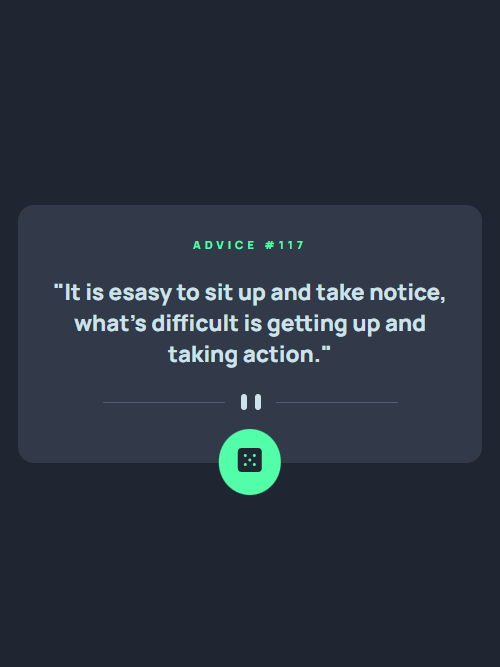 ADVICE #117
"It is esasy to sit up and take notice,
what's difficult is getting up and
taking action."